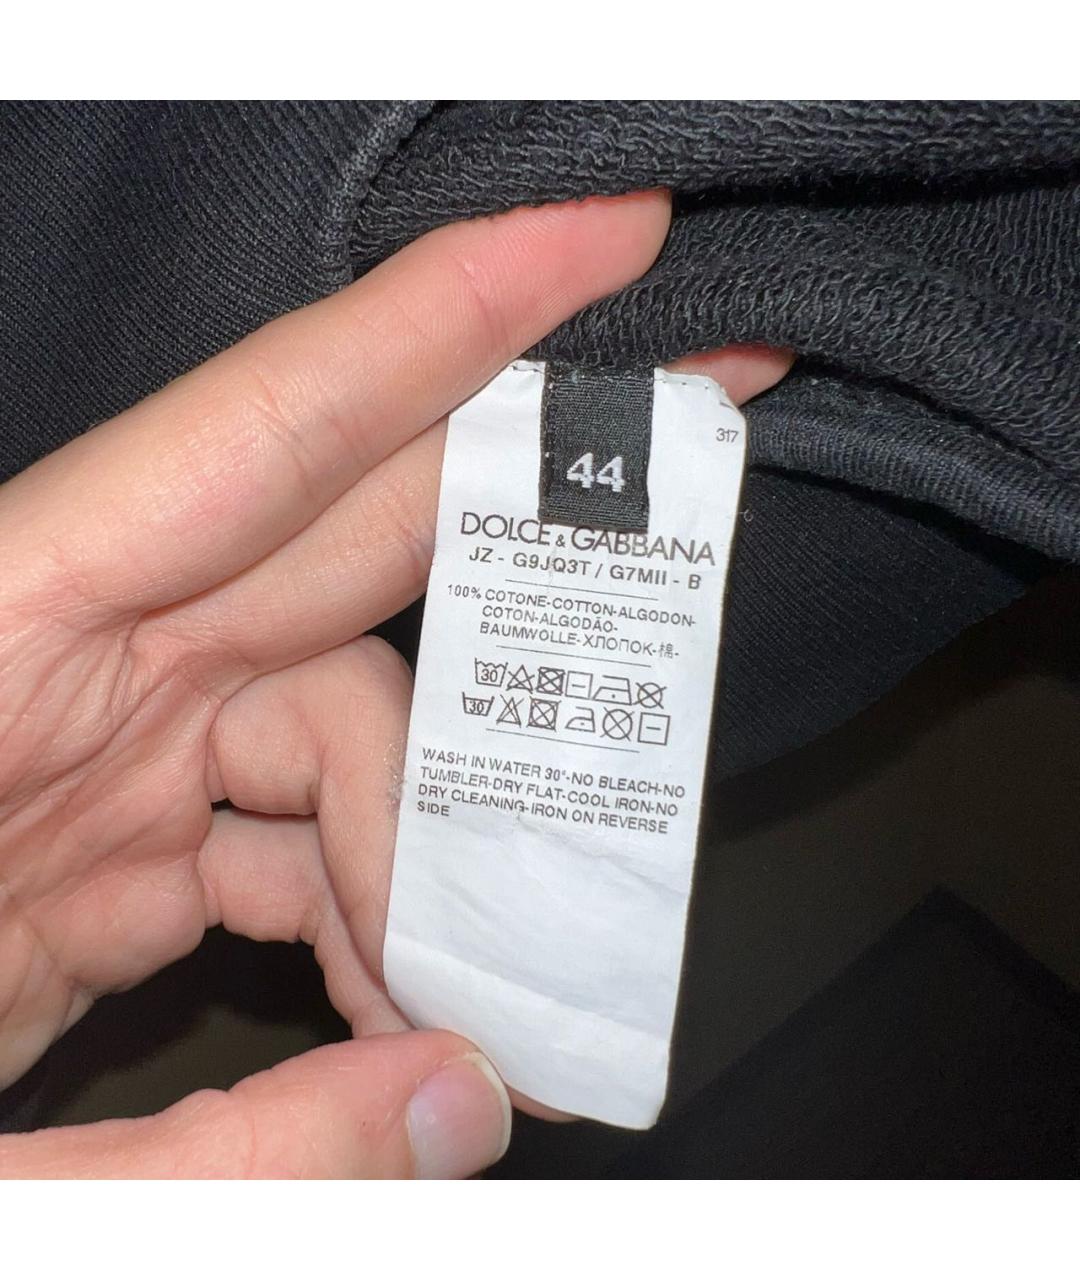 317
44
DOLCE & GABBANA
JZ - G9JQ3T / G7MII - B
100% COTONE-COTTON-ALGODON-
COTON-ALGODÃO-
BAUMWOLLE-ХЛОПОК-棉-
30
30
WASH IN WATER 30°-NO BLEACH-NO
TUMBLER-DRY FLAT-COOL IRON-NO
DRY CLEANING-IRON ON REVERSE
SIDE